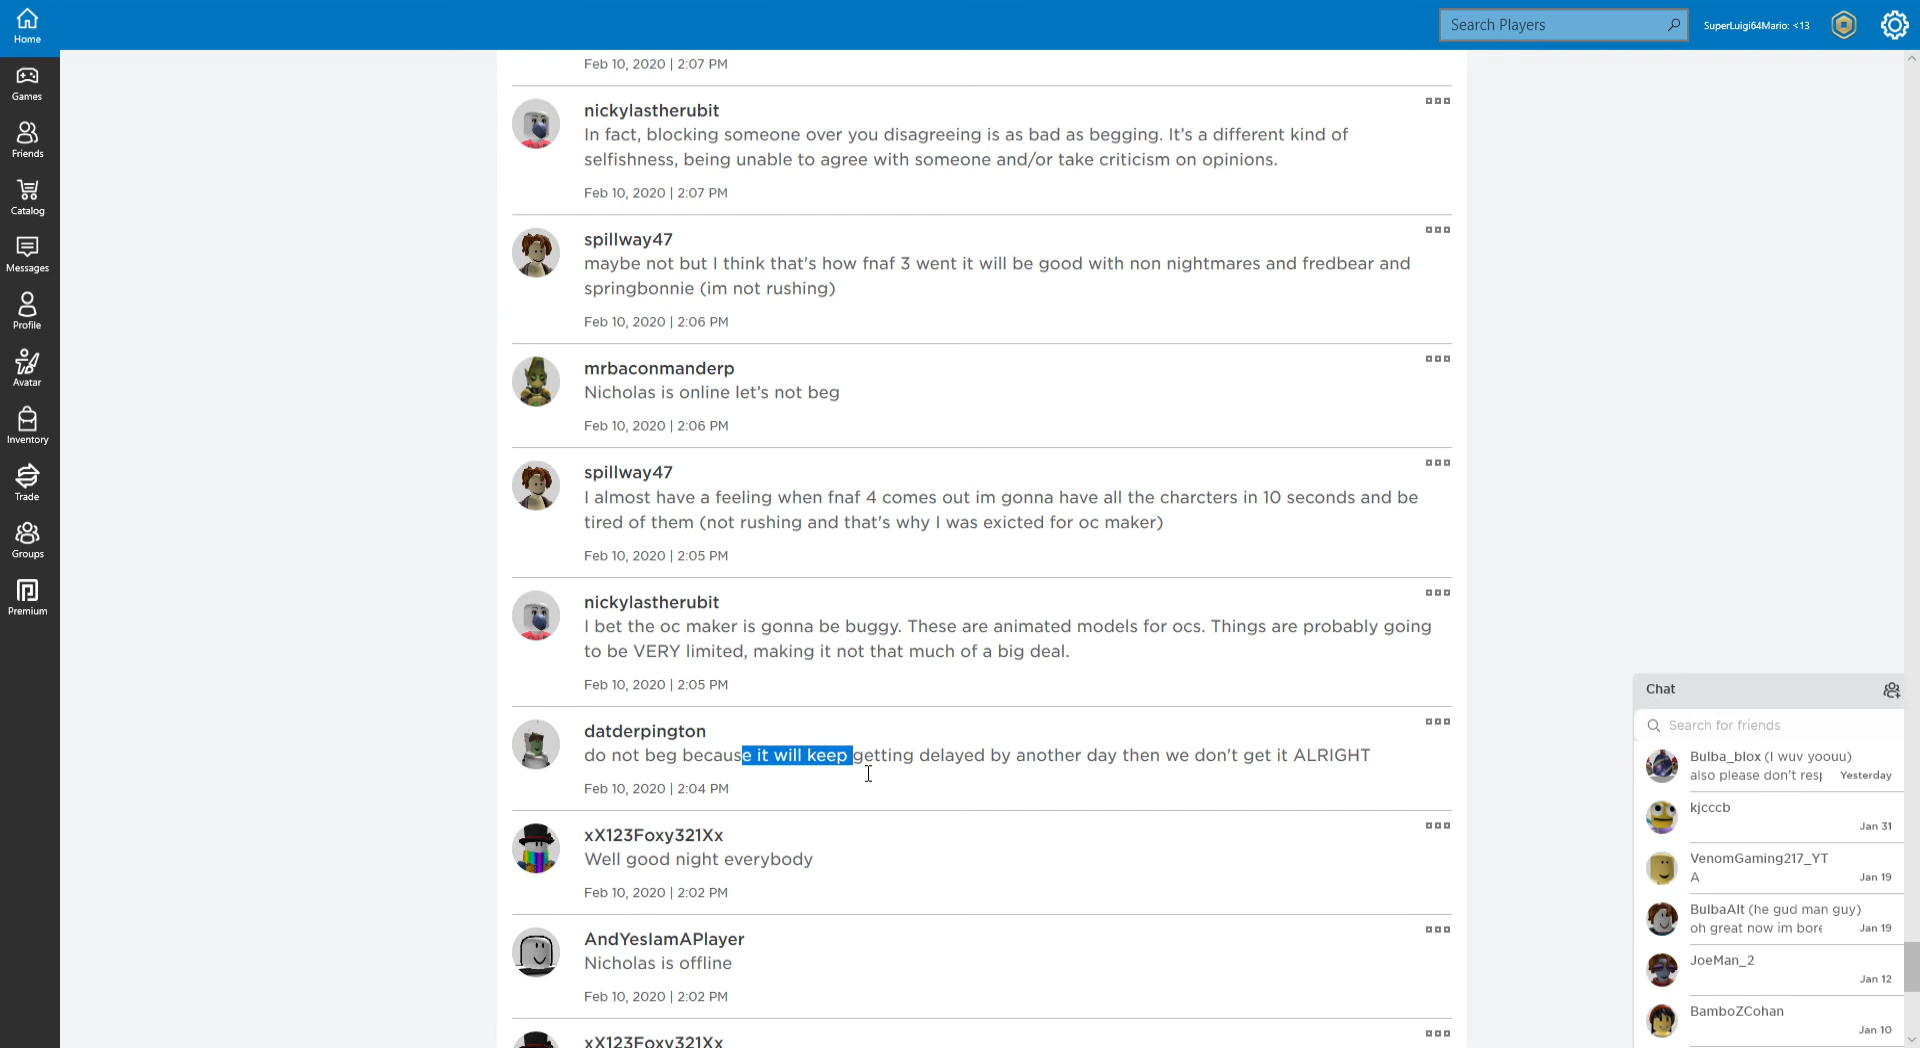 Home
Search Players
SuperLuigi64Mario: <13
Games
Friends
Catalog
Messages
Profile
Avatar
Inventory
Trade
Groups
Premium
Feb 10, 2020 | 2:07 PM
nickylastherubit
In fact, blocking someone over you disagreeing is as bad as begging. It’s a different kind of
selfishness, being unable to agree with someone and/or take criticism on opinions.
Feb 10, 2020 | 2:07 PM
spillway47
maybe not but I think that's how fnaf 3 went it will be good with non nightmares and fredbear and
springbonnie (im not rushing)
Feb 10, 2020 | 2:06 PM
mrbaconmanderp
Nicholas is online let’s not beg
Feb 10, 2020 | 2:06 PM
spillway47
I almost have a feeling when fnaf 4 comes out im gonna have all the charcters in 10 seconds and be
tired of them (not rushing and that's why I was exicted for oc maker)
Feb 10, 2020 | 2:05 PM
nickylastherubit
I bet the oc maker is gonna be buggy. These are animated models for ocs. Things are probably going
to be VERY limited, making it not that much of a big deal.
Feb 10, 2020 | 2:05 PM
datderpington
do not beg because it will keep getting delayed by another day then we don't get it ALRIGHT
Feb 10, 2020 | 2:04 PM
xX123Foxy321Xx
Well good night everybody
Feb 10, 2020 | 2:02 PM
AndYesIamAPlayer
Nicholas is offline
Feb 10, 2020 | 2:02 PM
xX123Foxy321Xx
Chat
Search for friends
Bulba_blox (I wuv yoouu)
also please don't resp Yesterday
kjcccb
Jan 31
VenomGaming217_YT
A Jan 19
BulbaAlt (he gud man guy)
oh great now im bore Jan 19
JoeMan_2
Jan 12
BamboZCohan
Jan 10